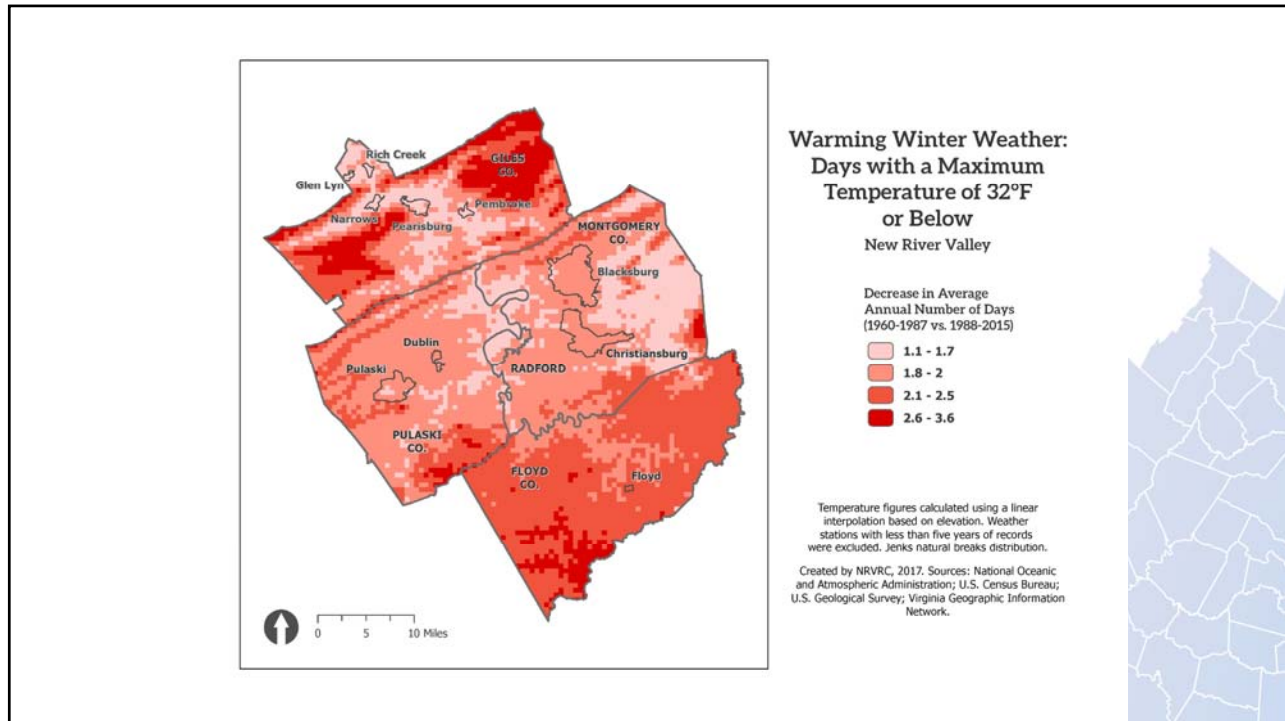 Rich Creek
GILES
CO.
Glen Lyn
Narrows
Pearisburg
Pembroke
MONTGOMERY
CO.
Blacksburg
Dublin
Christiansburg
Pulaski
RADFORD
PULASKI
CO.
FLOYD
CO.
Floyd
0 5 10 Miles
Warming Winter Weather:
Days with a Maximum
Temperature of 32°F
or Below
New River Valley
Decrease in Average
Annual Number of Days
(1960-1987 vs. 1988-2015)
1.1 - 1.7
1.8 - 2
2.1 - 2.5
2.6 - 3.6
Temperature figures calculated using a linear
interpolation based on elevation. Weather
stations with less than five years of records
were excluded. Jenks natural breaks distribution.
Created by NRVRC, 2017. Sources: National Oceanic
and Atmospheric Administration; U.S. Census Bureau;
U.S. Geological Survey; Virginia Geographic Information
Network.